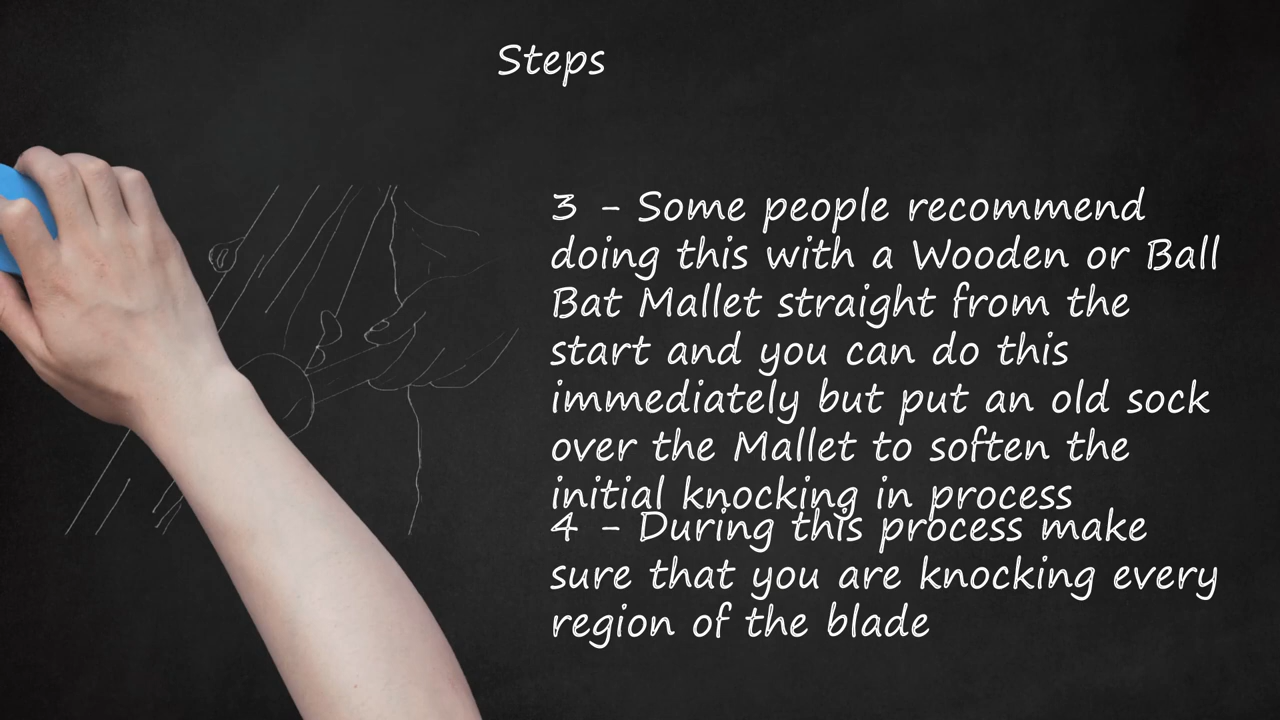 Steps
3 - Some people recommend
doing this with a Wooden or Ball
Bat Mallet straight from the
start and you can do this
immediately but put an old sock
over the Mallet to soften the
initial knocking in process
4 - During this process make
sure that you are knocking every
region of the blade